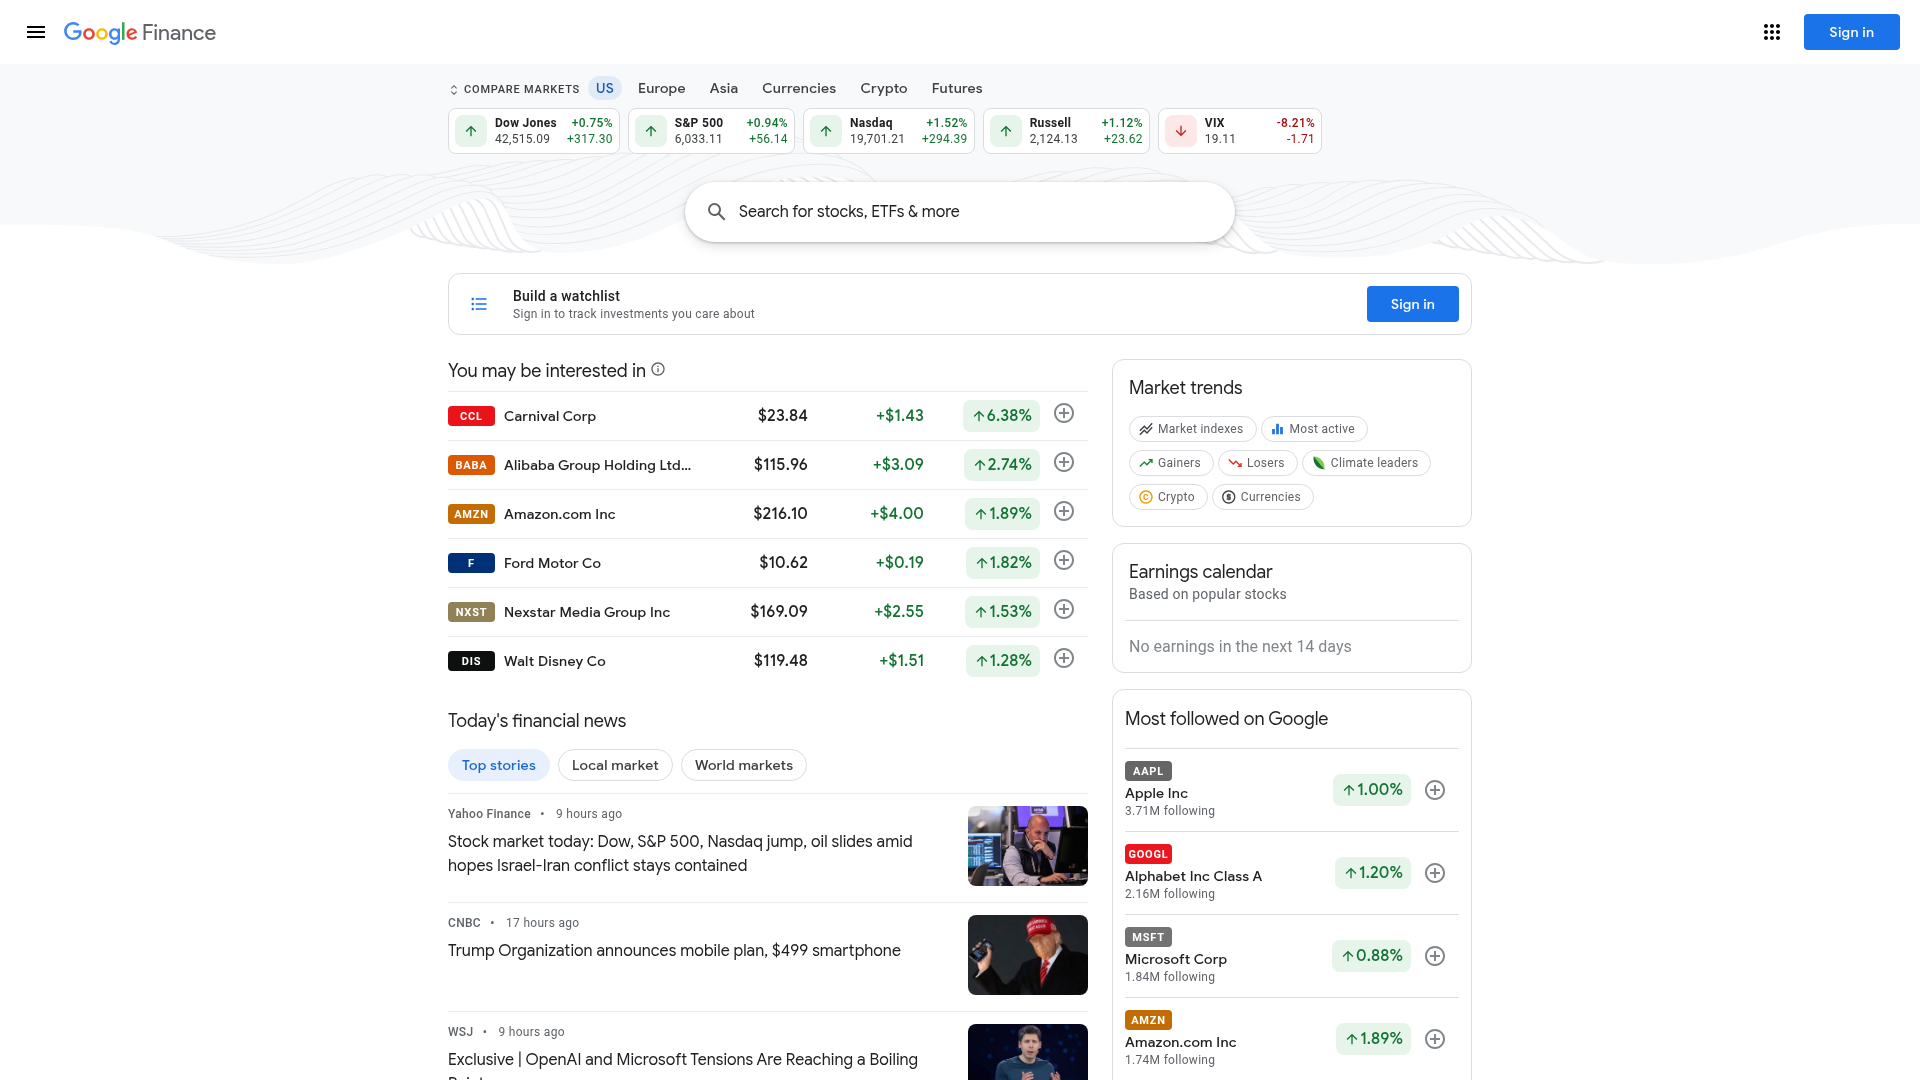 Google Finance
Sign in
COMPARE MARKETS
US
Europe
Asia
Currencies
Crypto
Futures
Dow Jones +0.75%
42,515.09 +317.30
S&P 500 +0.94%
6,033.11 +56.14
Nasdaq +1.52%
19,701.21 +294.39
Russell +1.12%
2,124.13 +23.62
VIX -8.21%
19.11 -1.71
Search for stocks, ETFs & more
Build a watchlist
Sign in to track investments you care about
Sign in
You may be interested in
CCL Carnival Corp $23.84 +$1.43 6.38%
BABA Alibaba Group Holding Ltd... $115.96 +$3.09 2.74%
AMZN Amazon.com Inc $216.10 +$4.00 1.89%
F Ford Motor Co $10.62 +$0.19 1.82%
NXST Nexstar Media Group Inc $169.09 +$2.55 1.53%
DIS Walt Disney Co $119.48 +$1.51 1.28%
Today's financial news
Top stories
Local market
World markets
Yahoo Finance • 9 hours ago
Stock market today: Dow, S&P 500, Nasdaq jump, oil slides amid
hopes Israel-Iran conflict stays contained
CNBC • 17 hours ago
Trump Organization announces mobile plan, $499 smartphone
WSJ • 9 hours ago
Exclusive | OpenAI and Microsoft Tensions Are Reaching a Boiling
Market trends
Market indexes
Most active
Gainers
Losers
Climate leaders
Crypto
Currencies
Earnings calendar
Based on popular stocks
No earnings in the next 14 days
Most followed on Google
AAPL
Apple Inc
3.71M following
1.00%
GOOGL
Alphabet Inc Class A
2.16M following
1.20%
MSFT
Microsoft Corp
1.84M following
0.88%
AMZN
Amazon.com Inc
1.74M following
1.89%